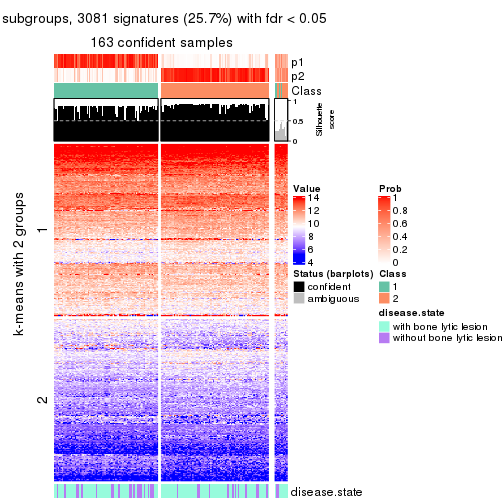 subgroups, 3081 signatures (25.7%) with fdr < 0.05
163 confident samples
p1
p2
Class
1
0.5
0
Silhouette
score
k-means with 2 groups
1
2
Value
14
12
10
8
6
4
Prob
1
0.8
0.6
0.4
0.2
0
Status (barplots)
confident
ambiguous
Class
1
2
disease.state
with bone lytic lesion
without bone lytic lesion
disease.state